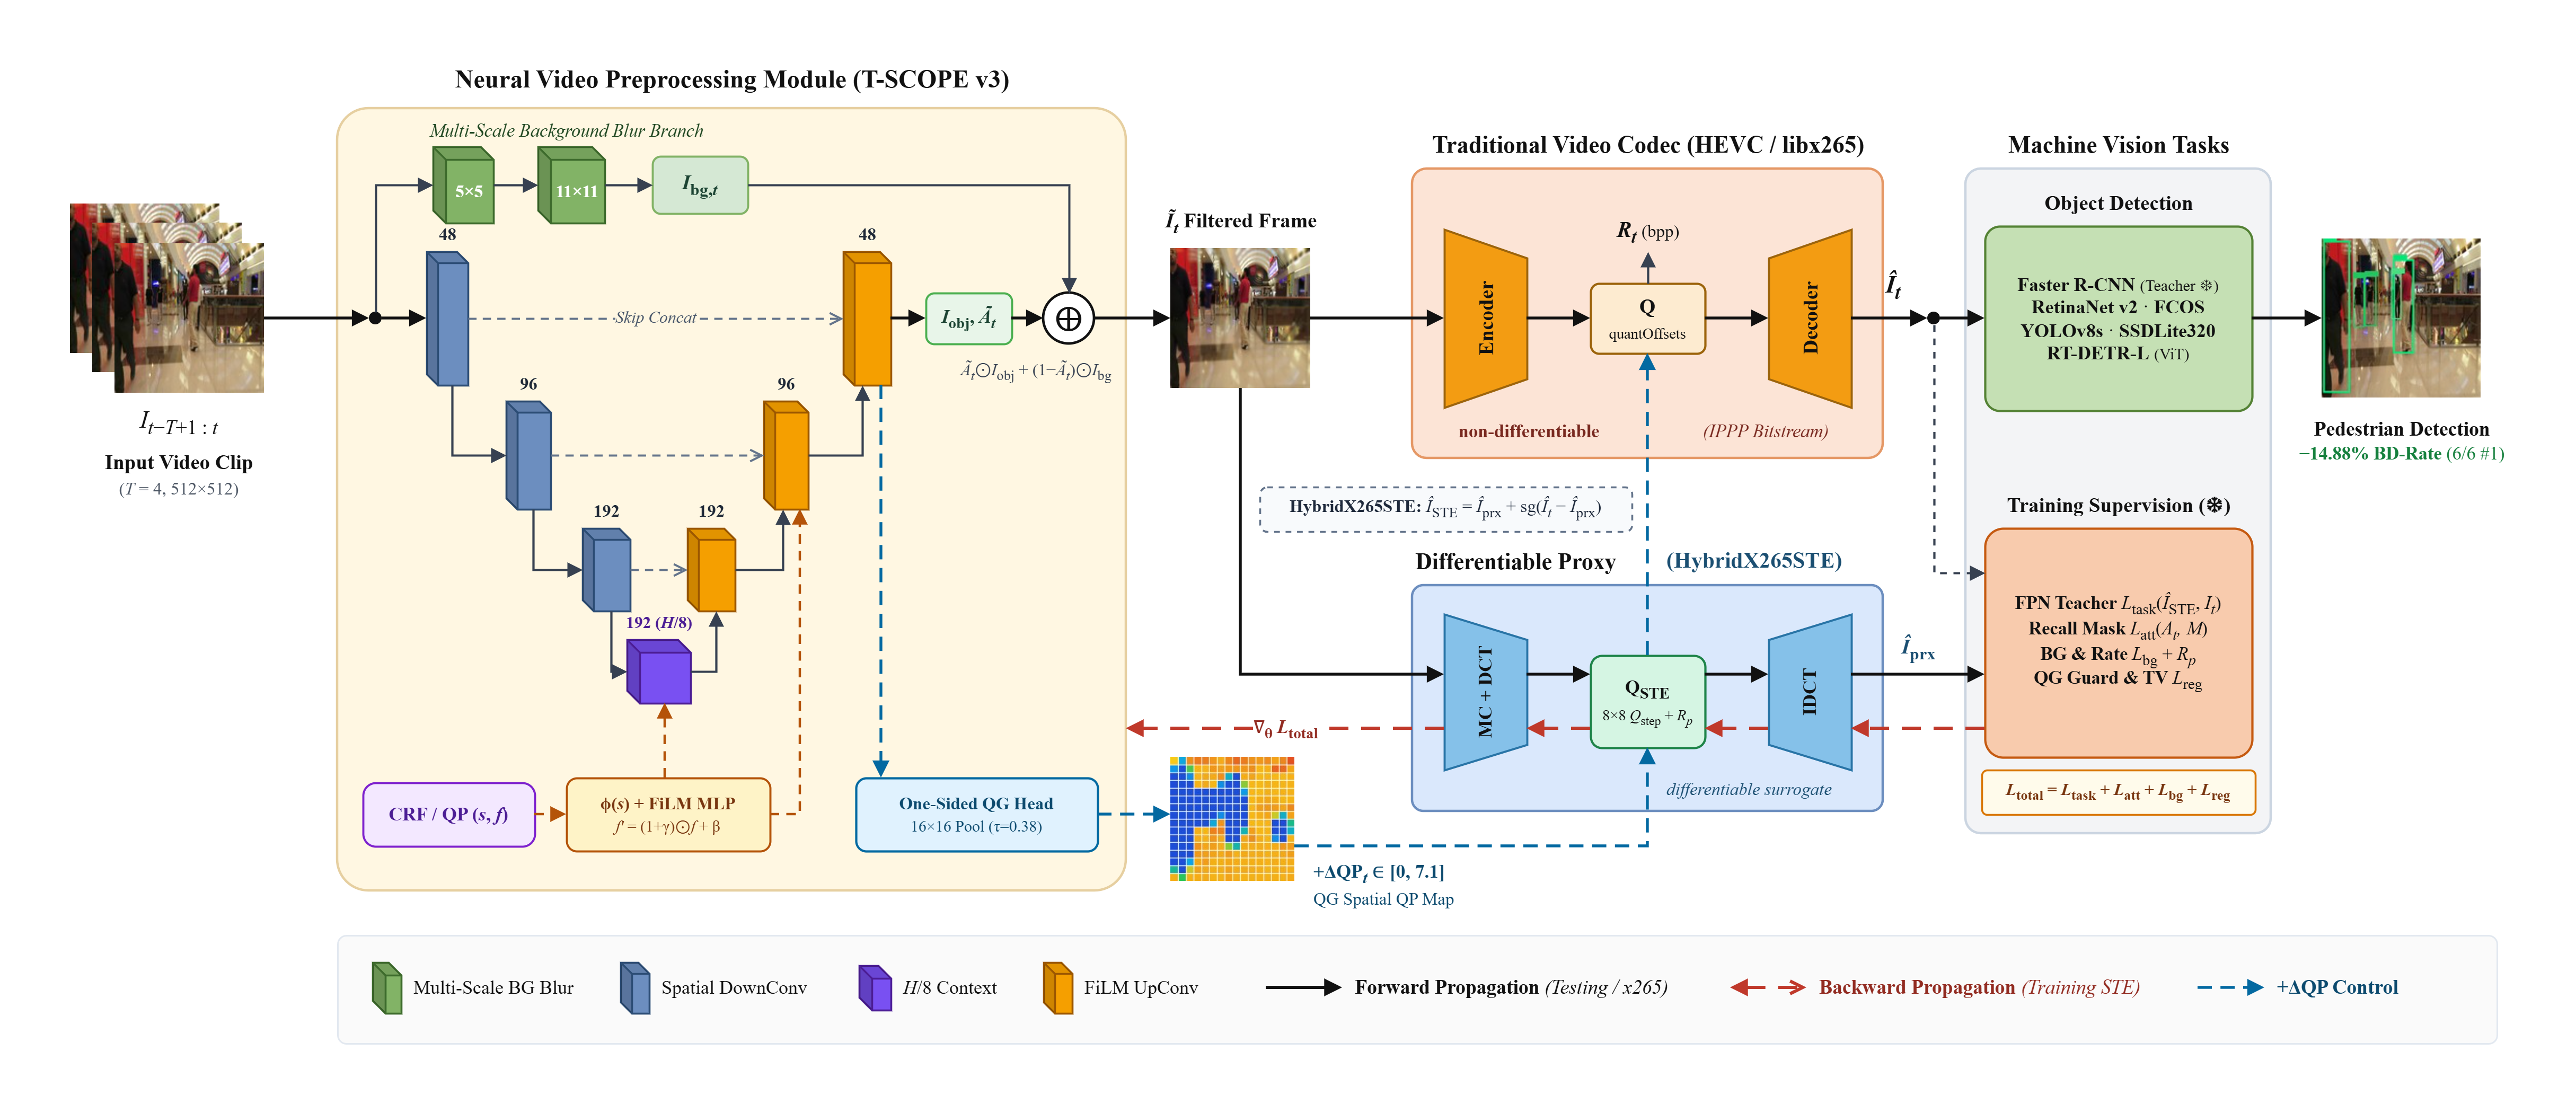 Neural Video Preprocessing Module (T-SCOPE v3)
Multi-Scale Background Blur Branch
5×5
11×11
I_bg,t
48
48
Skip Concat
I_obj, Ã_t
⊕
Ã_t⊙I_obj + (1−Ã_t)⊙I_bg
96
96
192
192
192 (H/8)
I_t−T+1 : t
Input Video Clip
(T = 4, 512×512)
CRF / QP (s, f)
ϕ(s) + FiLM MLP
f′ = (1+γ)⊙f + β
One-Sided QG Head
16×16 Pool (τ=0.38)
Ĩ_t Filtered Frame
Traditional Video Codec (HEVC / libx265)
Encoder
R_t (bpp)
Q
quantOffsets
Decoder
non-differentiable
(IPPP Bitstream)
Î_t
HybridX265STE: Î_STE = Î_prx + sg(Î_t − Î_prx)
Differentiable Proxy
(HybridX265STE)
MC + DCT
Q_STE
8×8 Q_step + R_p
IDCT
differentiable surrogate
Î_prx
∇_θ L_total
+ΔQP_t ∈ [0, 7.1]
QG Spatial QP Map
Machine Vision Tasks
Object Detection
Faster R-CNN (Teacher ❄)
RetinaNet v2 · FCOS
YOLOv8s · SSDLite320
RT-DETR-L (ViT)
Training Supervision (❄)
FPN Teacher L_task(Î_STE, I_t)
Recall Mask L_att(A_t, M)
BG & Rate L_bg + R_p
QG Guard & TV L_reg
L_total = L_task + L_att + L_bg + L_reg
Pedestrian Detection
−14.88% BD-Rate (6/6 #1)
Multi-Scale BG Blur
Spatial DownConv
H/8 Context
FiLM UpConv
Forward Propagation (Testing / x265)
Backward Propagation (Training STE)
+ΔQP Control